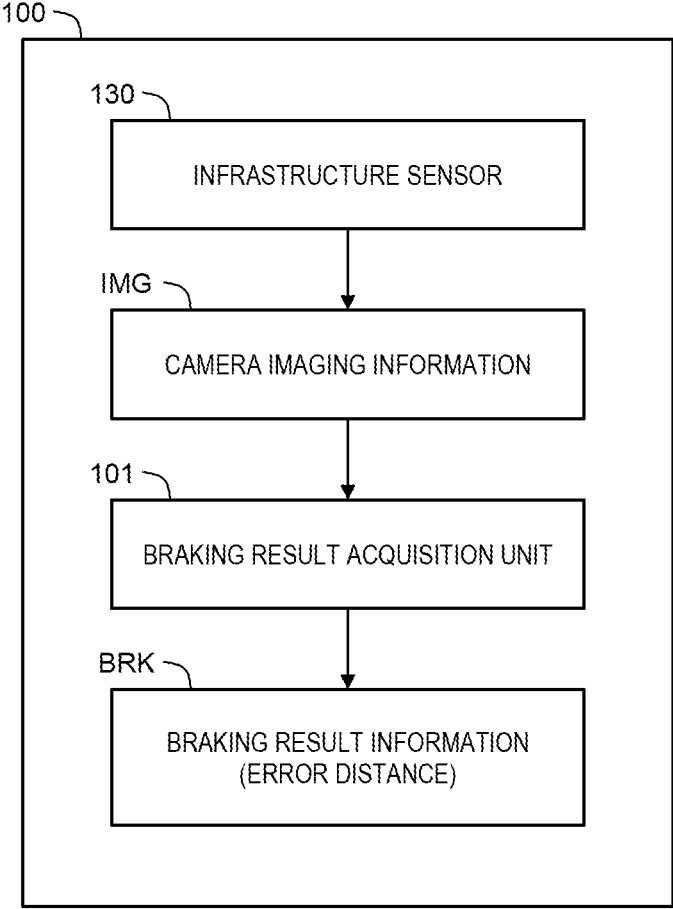 100
130
INFRASTRUCTURE SENSOR
IMG
CAMERA IMAGING INFORMATION
101
BRAKING RESULT ACQUISITION UNIT
BRK
BRAKING RESULT INFORMATION
(ERROR DISTANCE)